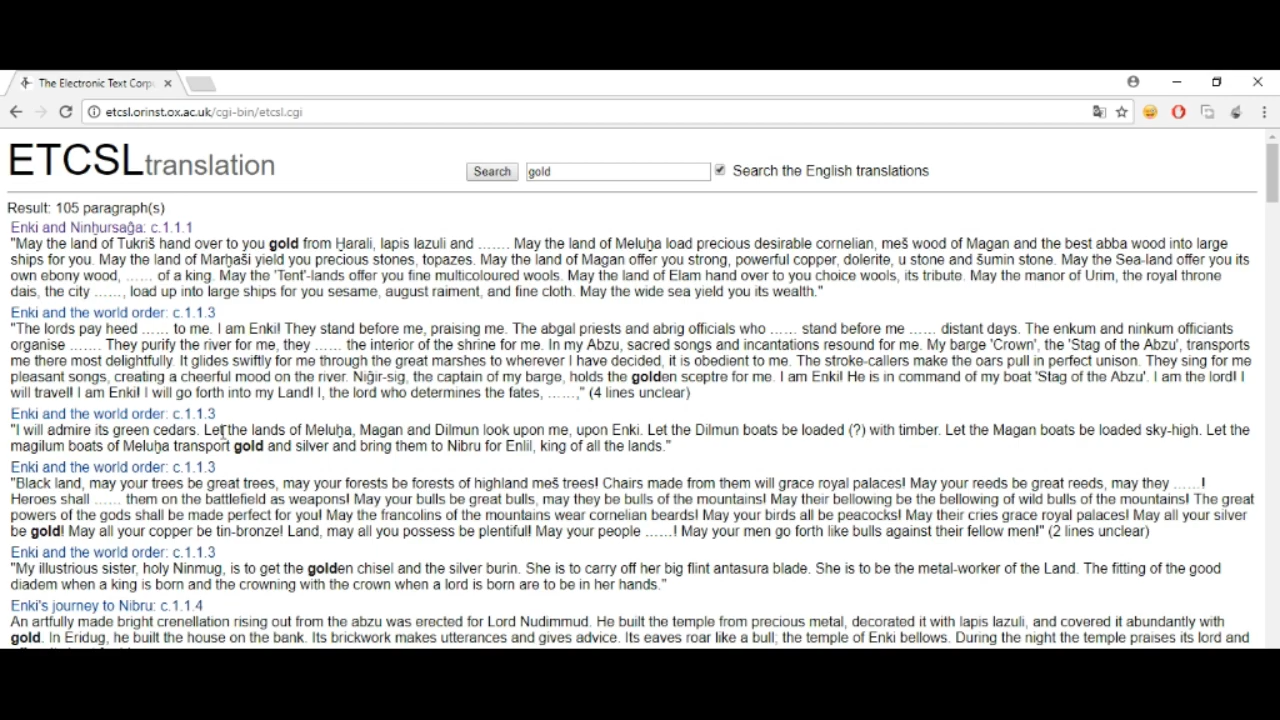 The Electronic Text Corp
etcsl.orinst.ox.ac.uk/cgi-bin/etcsl.cgi
ETCSLtranslation
Search gold Search the English translations
Result: 105 paragraph(s)
Enki and Ninḫursaĝa: c.1.1.1
"May the land of Tukriš hand over to you gold from Ḫarali, lapis lazuli and ....... May the land of Meluḫa load precious desirable cornelian, meš wood of Magan and the best abba wood into large
ships for you. May the land of Marḫaši yield you precious stones, topazes. May the land of Magan offer you strong, powerful copper, dolerite, u stone and šumin stone. May the Sea-land offer you its
own ebony wood, ...... of a king. May the 'Tent'-lands offer you fine multicoloured wools. May the land of Elam hand over to you choice wools, its tribute. May the manor of Urim, the royal throne
dais, the city ......, load up into large ships for you sesame, august raiment, and fine cloth. May the wide sea yield you its wealth."
Enki and the world order: c.1.1.3
"The lords pay heed ...... to me. I am Enki! They stand before me, praising me. The abgal priests and abrig officials who ...... stand before me ...... distant days. The enkum and ninkum officiants
organise ....... They purify the river for me, they ...... the interior of the shrine for me. In my Abzu, sacred songs and incantations resound for me. My barge 'Crown', the 'Stag of the Abzu', transports
me there most delightfully. It glides swiftly for me through the great marshes to wherever I have decided, it is obedient to me. The stroke-callers make the oars pull in perfect unison. They sing for me
pleasant songs, creating a cheerful mood on the river. Niĝir-sig, the captain of my barge, holds the golden sceptre for me. I am Enki! He is in command of my boat 'Stag of the Abzu'. I am the lord! I
will travel! I am Enki! I will go forth into my Land! I, the lord who determines the fates, ......," (4 lines unclear)
Enki and the world order: c.1.1.3
"I will admire its green cedars. Let the lands of Meluḫa, Magan and Dilmun look upon me, upon Enki. Let the Dilmun boats be loaded (?) with timber. Let the Magan boats be loaded sky-high. Let the
magilum boats of Meluḫa transport gold and silver and bring them to Nibru for Enlil, king of all the lands."
Enki and the world order: c.1.1.3
"Black land, may your trees be great trees, may your forests be forests of highland meš trees! Chairs made from them will grace royal palaces! May your reeds be great reeds, may they ......!
Heroes shall ...... them on the battlefield as weapons! May your bulls be great bulls, may they be bulls of the mountains! May their bellowing be the bellowing of wild bulls of the mountains! The great
powers of the gods shall be made perfect for you! May the francolins of the mountains wear cornelian beards! May your birds all be peacocks! May their cries grace royal palaces! May all your silver
be gold! May all your copper be tin-bronze! Land, may all you possess be plentiful! May your people ......! May your men go forth like bulls against their fellow men!" (2 lines unclear)
Enki and the world order: c.1.1.3
"My illustrious sister, holy Ninmug, is to get the golden chisel and the silver burin. She is to carry off her big flint antasura blade. She is to be the metal-worker of the Land. The fitting of the good
diadem when a king is born and the crowning with the crown when a lord is born are to be in her hands."
Enki's journey to Nibru: c.1.1.4
An artfully made bright crenellation rising out from the abzu was erected for Lord Nudimmud. He built the temple from precious metal, decorated it with lapis lazuli, and covered it abundantly with
gold. In Eridug, he built the house on the bank. Its brickwork makes utterances and gives advice. Its eaves roar like a bull; the temple of Enki bellows. During the night the temple praises its lord and